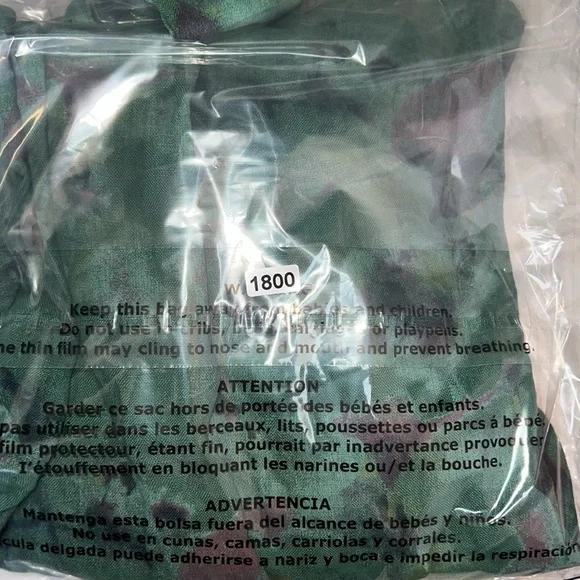 1800
Keep this bag away from babies and children.
Do not use in cribs, beds, carriages or playpens.
The thin film may cling to nose and mouth and prevent breathing.
ATTENTION
Garder ce sac hors de portée des bébés et enfants.
pas utiliser dans les berceaux, lits, poussettes ou parcs à bébé.
film protectour, étant fin, pourrait par inadvertance provoquer
I'étouffement en bloquant les narines ou/et la bouche.
ADVERTENCIA
Mantenga esta bolsa fuera del alcance de bebés y niños.
No use en cunas, camas, carriolas y corrales.
cula delgada puede adherirse a nariz y boca e impedir la respiración